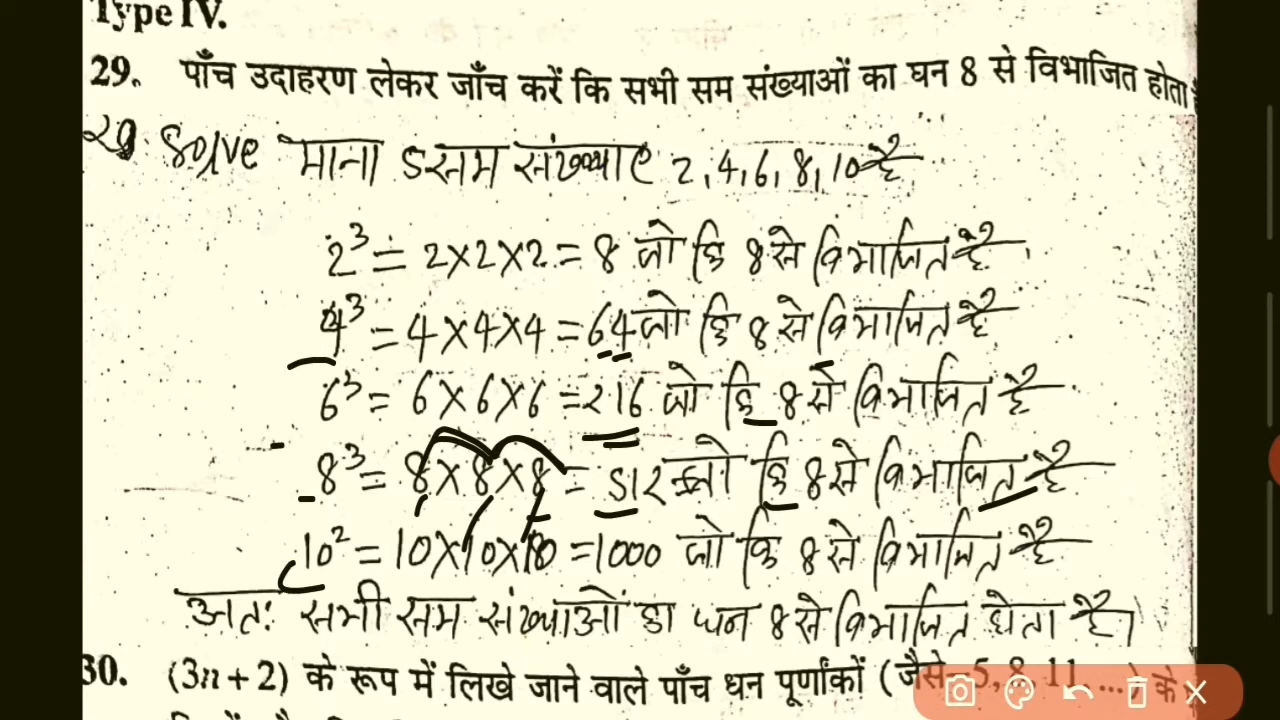 Type IV.
29. पाँच उदाहरण लेकर जाँच करें कि सभी सम संख्याओं का घन 8 से विभाजित होता
29 Solve माना 5 सम संख्याए 2, 4, 6, 8, 10 है
2³ = 2×2×2 = 8 जो कि 8 से विभाजित है
4³ = 4×4×4 = 64 जो कि 8 से विभाजित है
6³ = 6×6×6 = 216 जो कि 8 से विभाजित है
8³ = 8×8×8 = 512 जो कि 8 से विभाजित है
10² = 10×10×10 = 1000 जो कि 8 से विभाजित है
अतः सभी सम संख्याओं का घन 8 से विभाजित होता है।
30. (3n + 2) के रूप में लिखे जाने वाले पाँच धन पूर्णांकों (जैसे- 5, 8, 11, ...) के